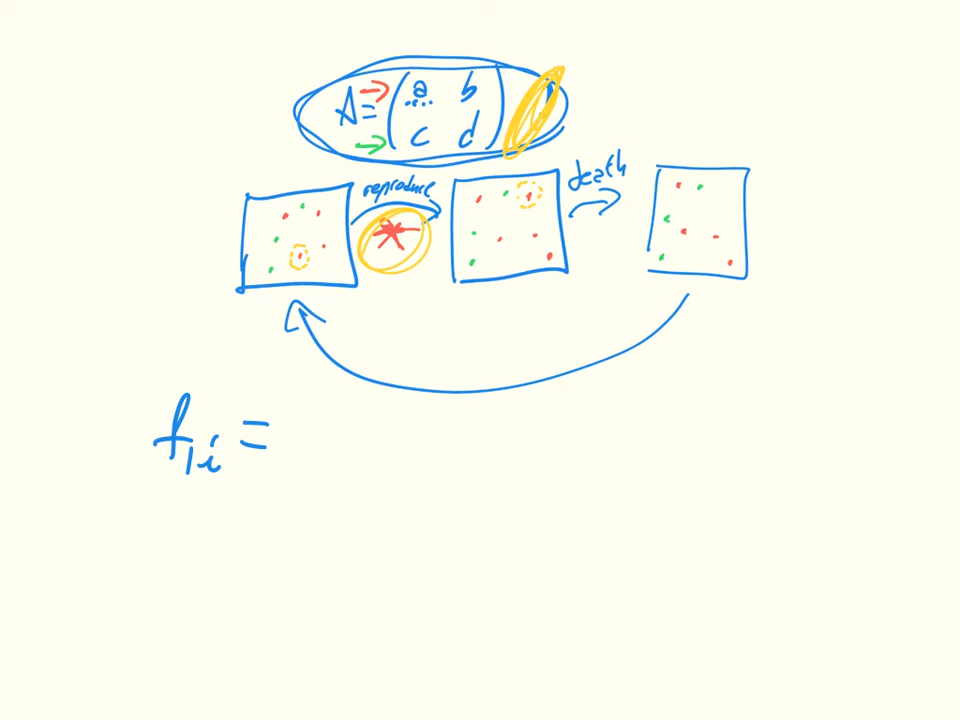 A = ( a b
c d )
reproduce
death
f1i =